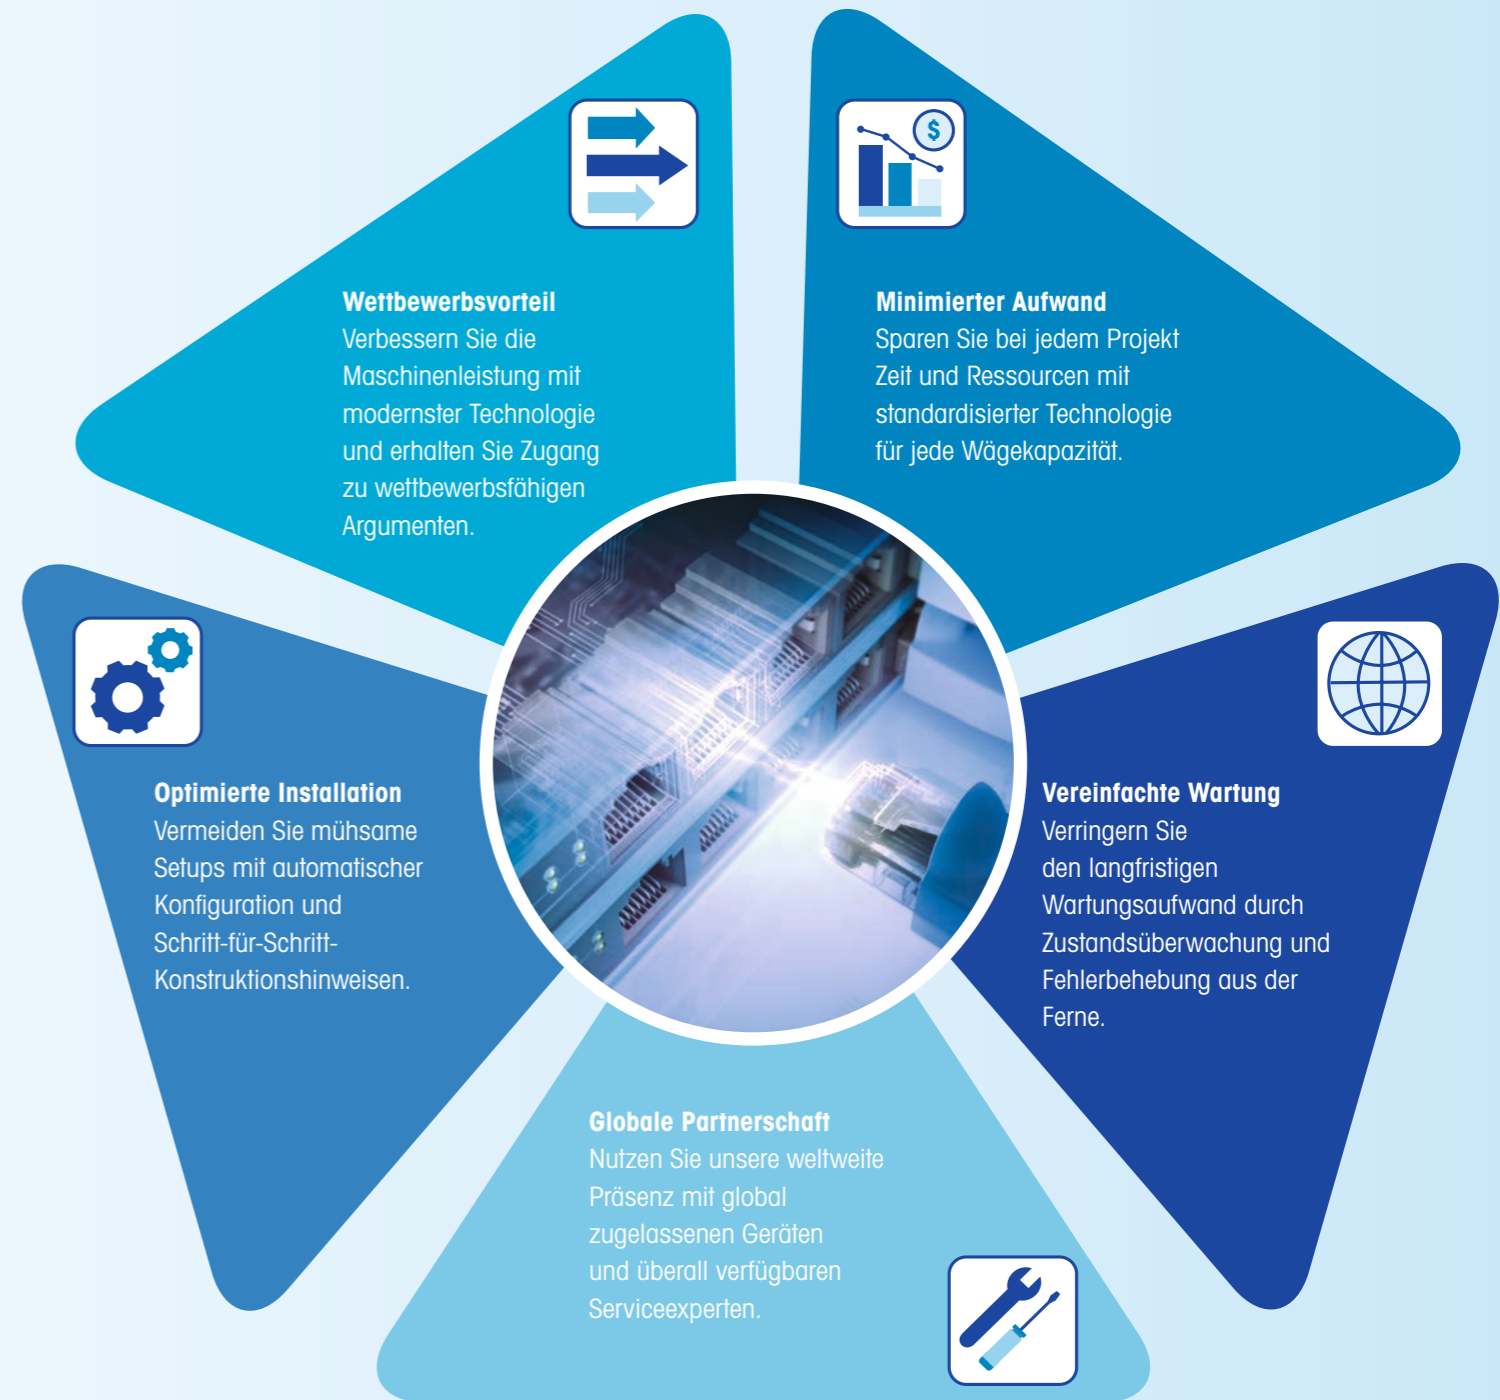 Wettbewerbsvorteil
Verbessern Sie die
Maschinenleistung mit
modernster Technologie
und erhalten Sie Zugang
zu wettbewerbsfähigen
Argumenten.
$
Minimierter Aufwand
Sparen Sie bei jedem Projekt
Zeit und Ressourcen mit
standardisierter Technologie
für jede Wägekapazität.
Optimierte Installation
Vermeiden Sie mühsame
Setups mit automatischer
Konfiguration und
Schritt-für-Schritt-
Konstruktionshinweisen.
Vereinfachte Wartung
Verringern Sie
den langfristigen
Wartungsaufwand durch
Zustandsüberwachung und
Fehlerbehebung aus der
Ferne.
Globale Partnerschaft
Nutzen Sie unsere weltweite
Präsenz mit global
zugelassenen Geräten
und überall verfügbaren
Serviceexperten.